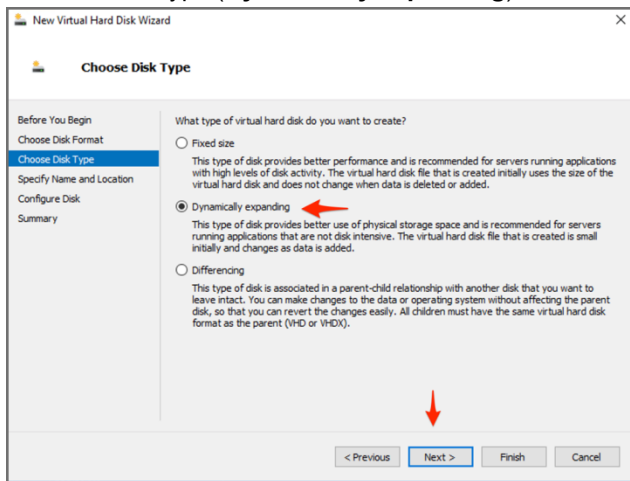 New Virtual Hard Disk Wizard
Choose Disk Type
Before You Begin
Choose Disk Format
Choose Disk Type
Specify Name and Location
Configure Disk
Summary
What type of virtual hard disk do you want to create?
Fixed size
This type of disk provides better performance and is recommended for servers running applications
with high levels of disk activity. The virtual hard disk file that is created initially uses the size of the
virtual hard disk and does not change when data is deleted or added.
Dynamically expanding
This type of disk provides better use of physical storage space and is recommended for servers
running applications that are not disk intensive. The virtual hard disk file that is created is small
initially and changes as data is added.
Differencing
This type of disk is associated in a parent-child relationship with another disk that you want to
leave intact. You can make changes to the data or operating system without affecting the parent
disk, so that you can revert the changes easily. All children must have the same virtual hard disk
format as the parent (VHD or VHDX).
< Previous
Next >
Finish
Cancel